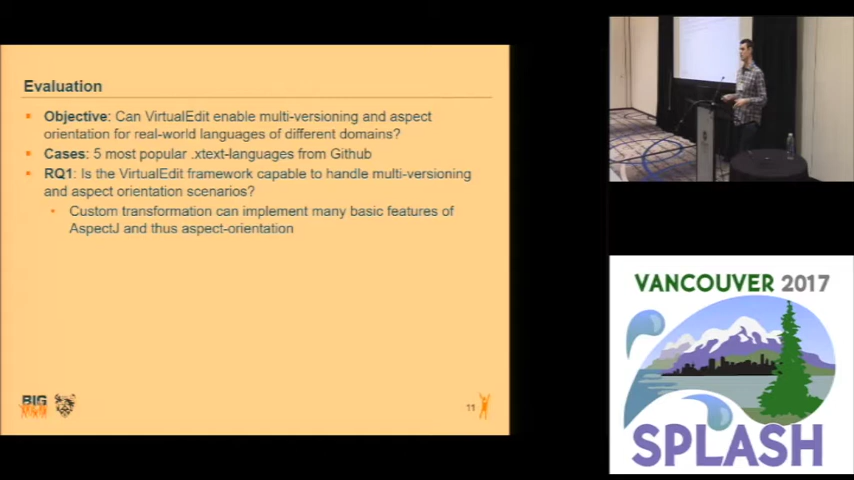 Evaluation
Objective: Can VirtualEdit enable multi-versioning and aspect
orientation for real-world languages of different domains?
Cases: 5 most popular .xtext-languages from Github
RQ1: Is the VirtualEdit framework capable to handle multi-versioning
and aspect orientation scenarios?
Custom transformation can implement many basic features of
AspectJ and thus aspect-orientation
BIG
11
VANCOUVER 2017
SPLASH